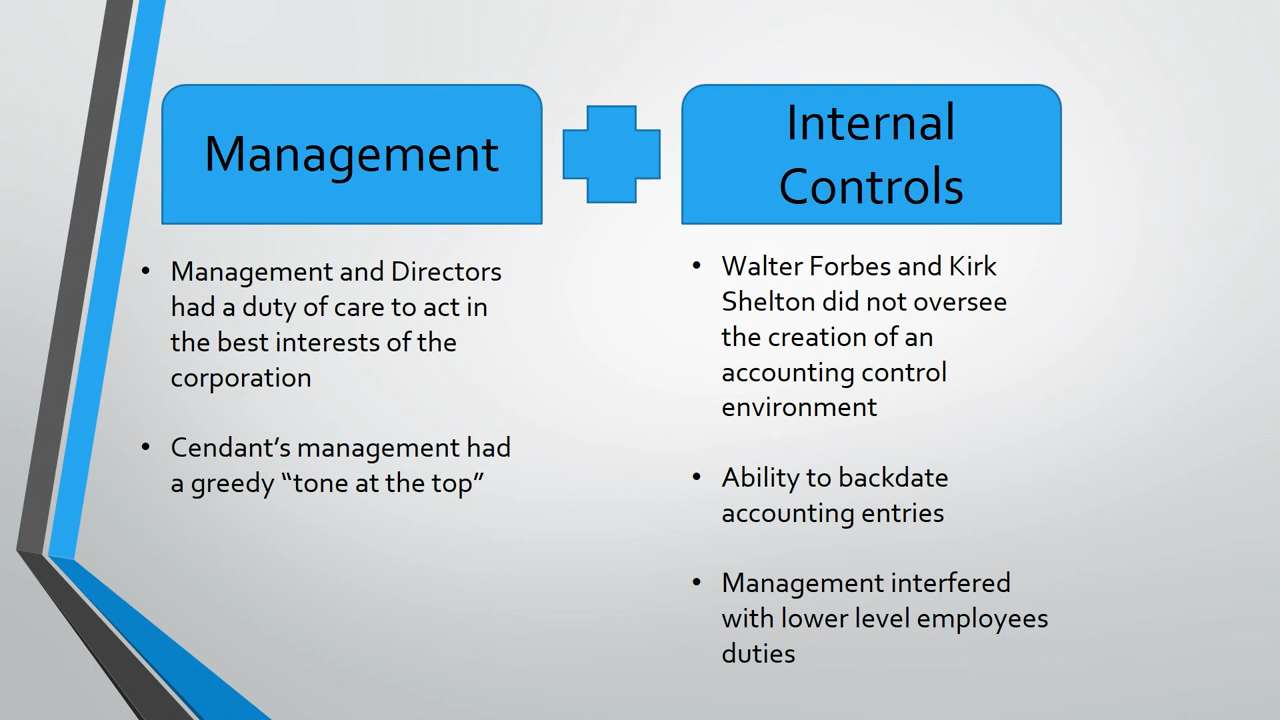 Management
• Management and Directors
had a duty of care to act in
the best interests of the
corporation
• Cendant’s management had
a greedy “tone at the top”
Internal
Controls
• Walter Forbes and Kirk
Shelton did not oversee
the creation of an
accounting control
environment
• Ability to backdate
accounting entries
• Management interfered
with lower level employees
duties